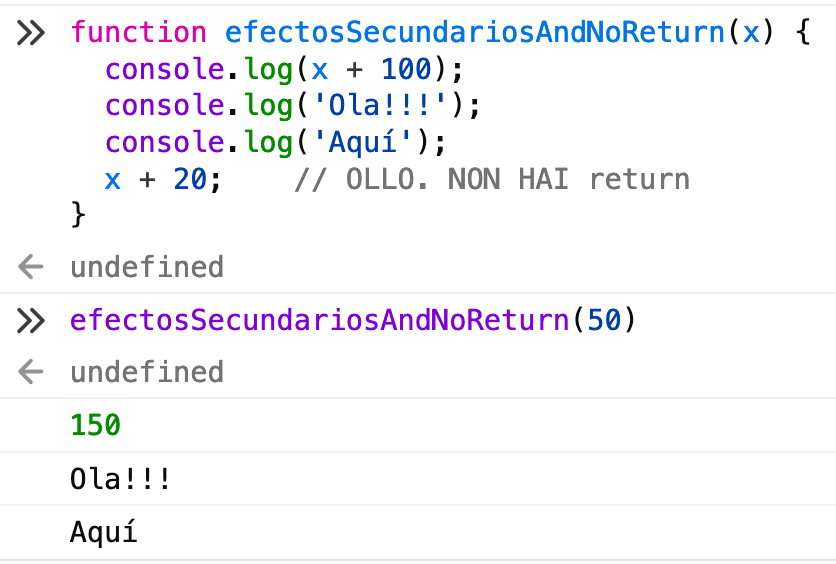 >> function efectosSecundariosAndNoReturn(x) {
console.log(x + 100);
console.log('Ola!!!');
console.log('Aquí');
x + 20;    // OLLO. NON HAI return
}
← undefined
>> efectosSecundariosAndNoReturn(50)
← undefined
150
Ola!!!
Aquí